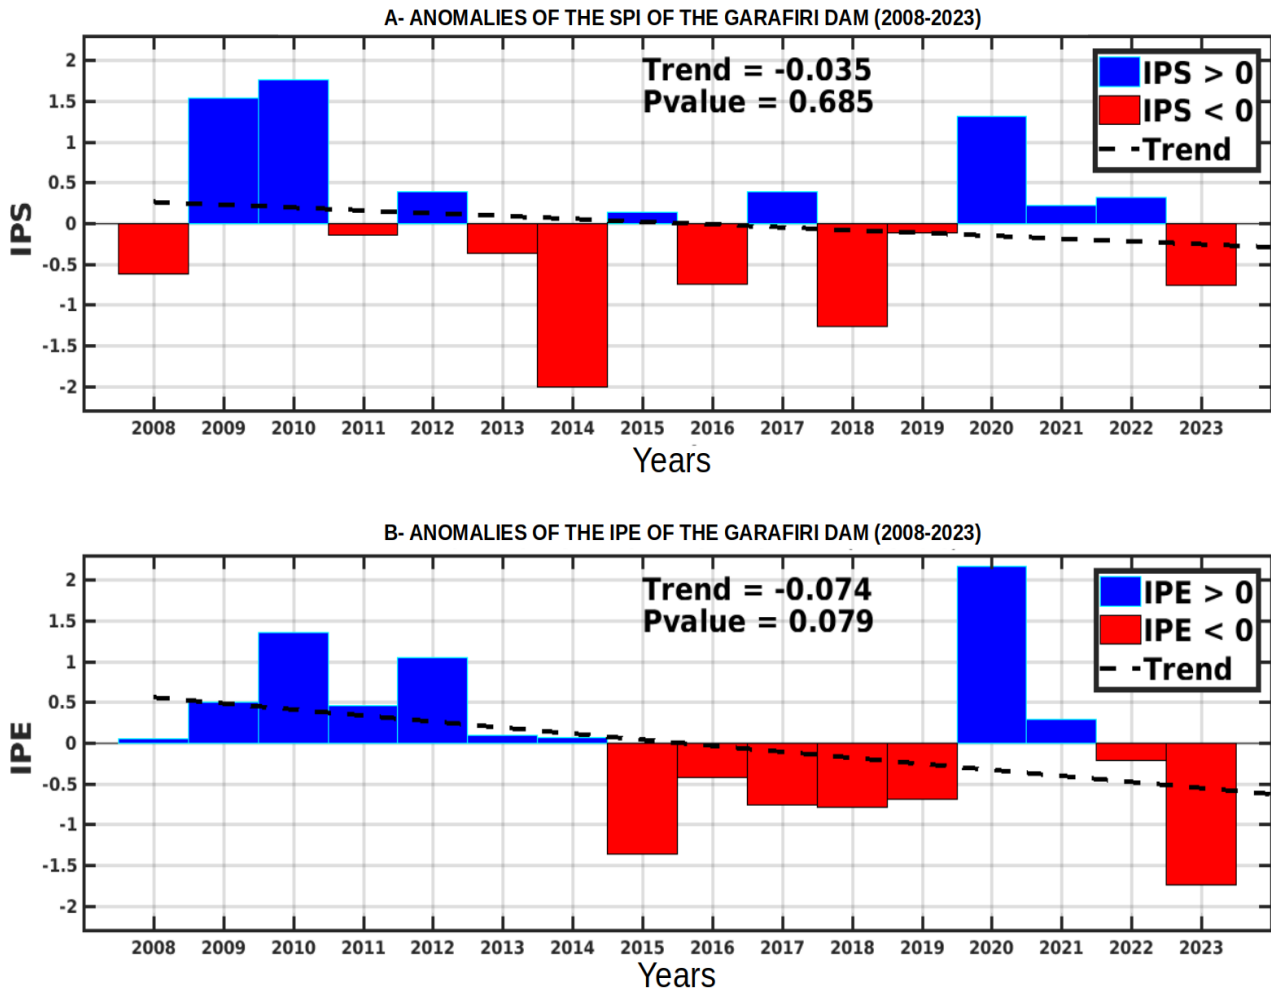 A- ANOMALIES OF THE SPI OF THE GARAFIRI DAM (2008-2023)
Trend = -0.035
Pvalue = 0.685
IPS > 0
IPS < 0
Trend
IPS
2
1.5
1
0.5
0
-0.5
-1
-1.5
-2
2008 2009 2010 2011 2012 2013 2014 2015 2016 2017 2018 2019 2020 2021 2022 2023
Years
B- ANOMALIES OF THE IPE OF THE GARAFIRI DAM (2008-2023)
Trend = -0.074
Pvalue = 0.079
IPE > 0
IPE < 0
Trend
IPE
2
1.5
1
0.5
0
-0.5
-1
-1.5
-2
2008 2009 2010 2011 2012 2013 2014 2015 2016 2017 2018 2019 2020 2021 2022 2023
Years